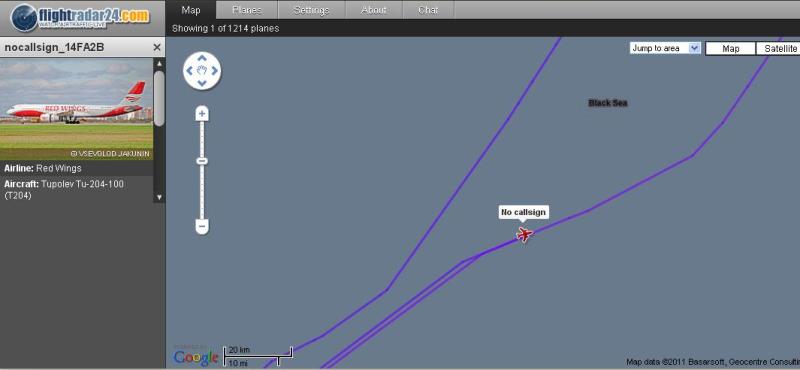 flightradar24.com
WATCH AIR TRAFFIC LIVE
Map
Planes
Settings
About
Chat
Showing 1 of 1214 planes
nocallsign_14FA2B
×
RED WINGS
© VSEVOLOD JAKUNIN
Airline: Red Wings
Aircraft: Tupolev Tu-204-100
(T204)
Jump to area
Map
Satellite
Black Sea
No callsign
POWERED BY
Google
20 km
10 mi
Map data ©2011 Basarsoft, Geocentre Consulti